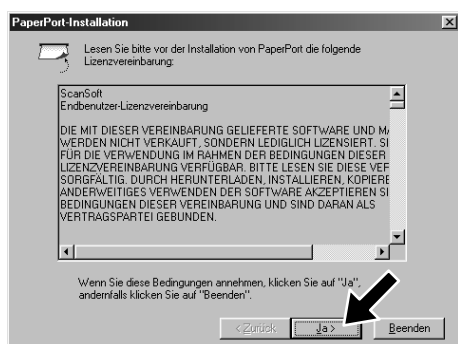 PaperPort-Installation
Lesen Sie bitte vor der Installation von PaperPort die folgende
Lizenzvereinbarung:
ScanSoft
Endbenutzer-Lizenzvereinbarung
DIE MIT DIESER VEREINBARUNG GELIEFERTE SOFTWARE UND
WERDEN NICHT VERKAUFT, SONDERN LEDIGLICH LIZENSIERT.
FÜR DIE VERWENDUNG IM RAHMEN DER BEDINGUNGEN DIESER
LIZENZVEREINBARUNG VERFÜGBAR. BITTE LESEN SIE DIESE
SORGFÄLTIG. DURCH HERUNTERLADEN, INSTALLIEREN,
ANDERWEITIGES VERWENDEN DER SOFTWARE AKZEPTIEREN
BEDINGUNGEN DIESER VEREINBARUNG UND SIND DARAN ALS
VERTRAGSPARTEI GEBUNDEN.
Wenn Sie diese Bedingungen annehmen, klicken Sie auf "Ja",
andernfalls klicken Sie auf "Beenden".
< Zurück Ja > Beenden